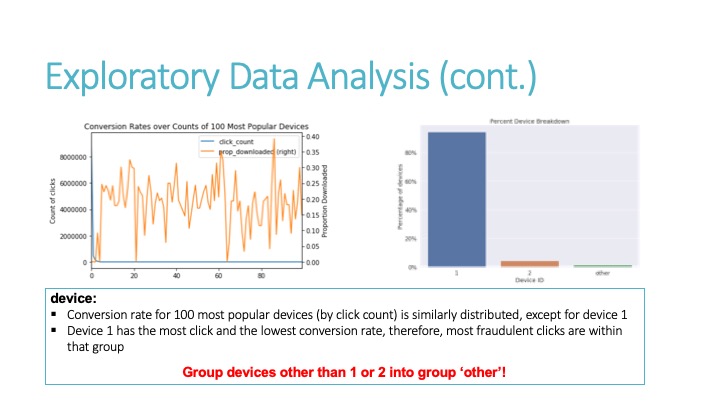 Exploratory Data Analysis (cont.)
Conversion Rates over Counts of 100 Most Popular Devices
click_count
prop_downloaded (right)
Count of clicks
8000000
6000000
4000000
2000000
0
0.40
0.35
0.30
0.25
0.20
0.15
0.10
0.05
0.00
Proportion Downloaded
0 20 40 60 80
Percent Device Breakdown
Percentage of devices
80%
60%
40%
20%
0%
1 2 other
Device ID
device:
▪ Conversion rate for 100 most popular devices (by click count) is similarly distributed, except for device 1
▪ Device 1 has the most click and the lowest conversion rate, therefore, most fraudulent clicks are within
that group
Group devices other than 1 or 2 into group ‘other’!